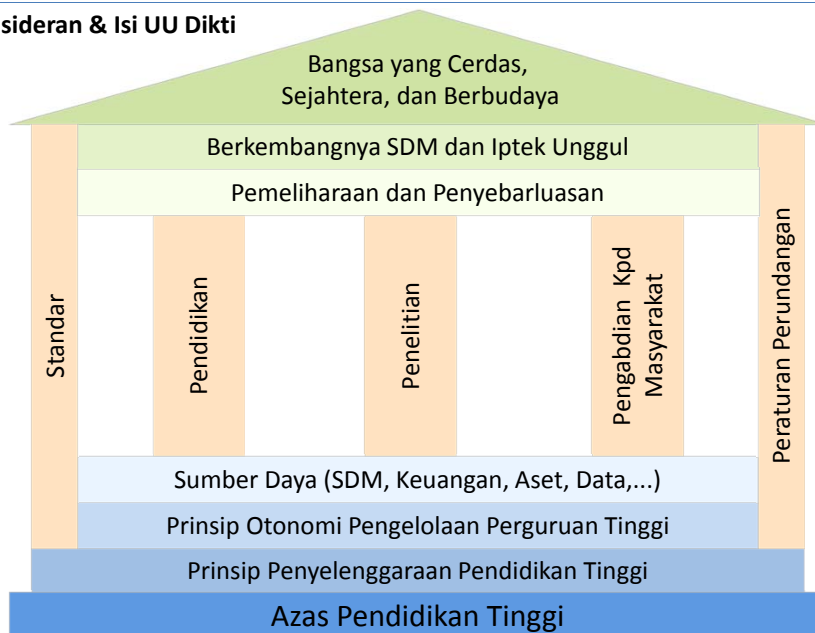 sideran & Isi UU Dikti
Bangsa yang Cerdas,
Sejahtera, dan Berbudaya
Berkembangnya SDM dan Iptek Unggul
Pemeliharaan dan Penyebarluasan
Standar
Pendidikan
Penelitian
Pengabdian Kpd
Masyarakat
Peraturan Perundangan
Sumber Daya (SDM, Keuangan, Aset, Data,...)
Prinsip Otonomi Pengelolaan Perguruan Tinggi
Prinsip Penyelenggaraan Pendidikan Tinggi
Azas Pendidikan Tinggi